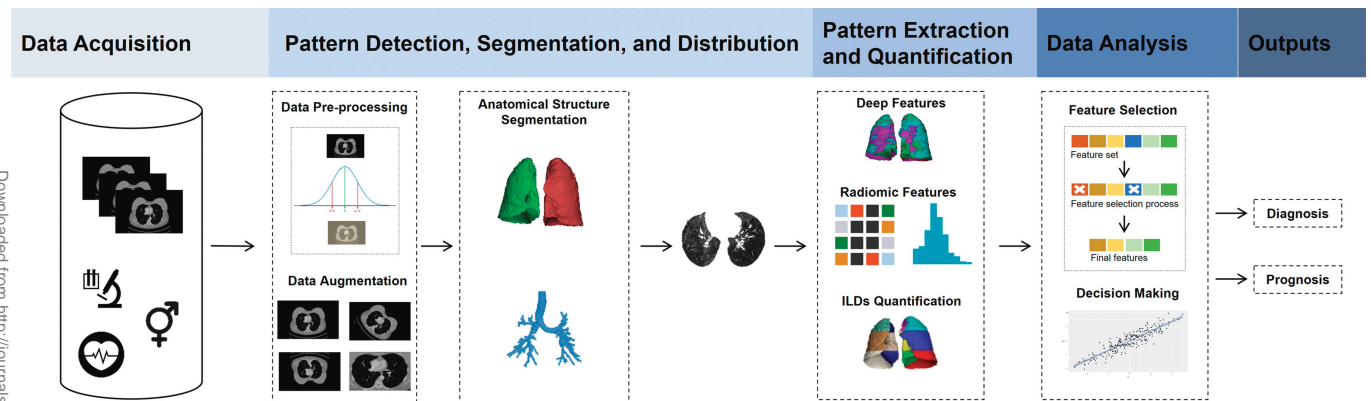 Data Acquisition
Pattern Detection, Segmentation, and Distribution
Pattern Extraction
and Quantification
Data Analysis
Outputs
Data Pre-processing
Data Augmentation
Anatomical Structure
Segmentation
Deep Features
Radiomic Features
ILDs Quantification
Feature Selection
Feature set
Feature selection process
Final features
Decision Making
Diagnosis
Prognosis
Downloaded from http://journals